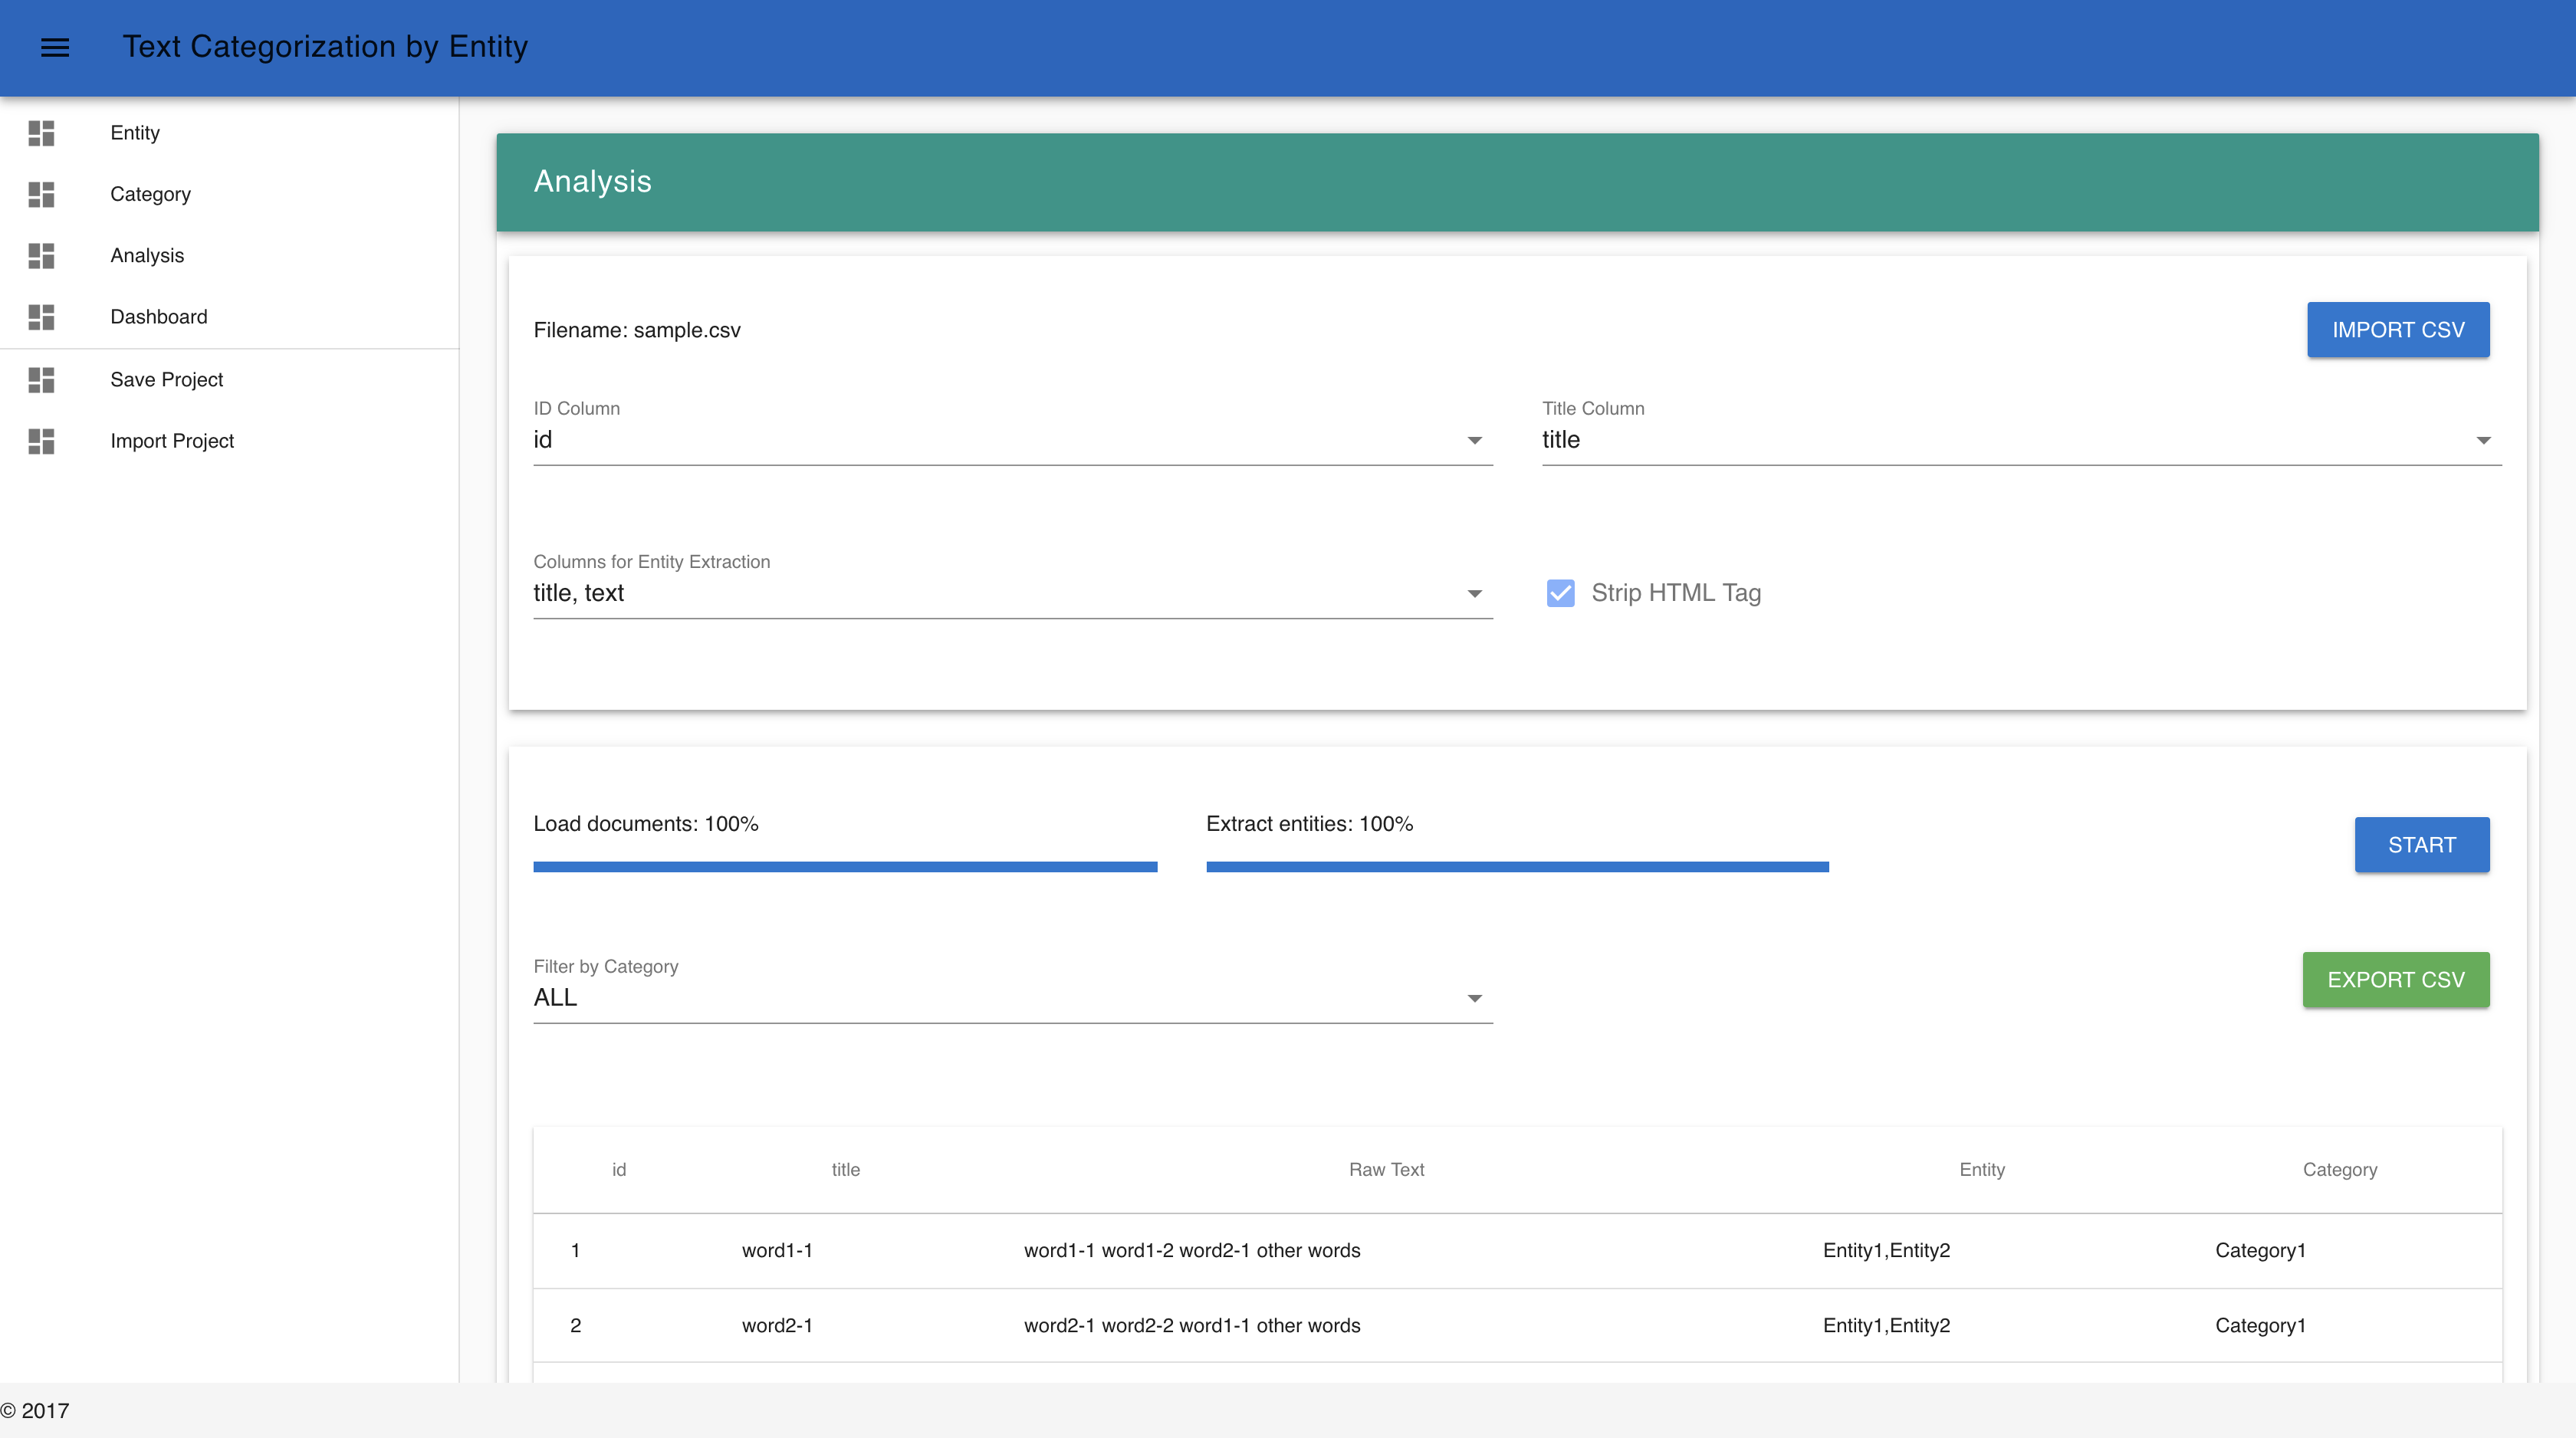 Text Categorization by Entity
Entity
Category
Analysis
Dashboard
Save Project
Import Project
Analysis
Filename: sample.csv
IMPORT CSV
ID Column
id
Title Column
title
Columns for Entity Extraction
title, text
Strip HTML Tag
Load documents: 100%
Extract entities: 100%
START
Filter by Category
ALL
EXPORT CSV
id title Raw Text Entity Category
1 word1-1 word1-1 word1-2 word2-1 other words Entity1,Entity2 Category1
2 word2-1 word2-1 word2-2 word1-1 other words Entity1,Entity2 Category1
© 2017